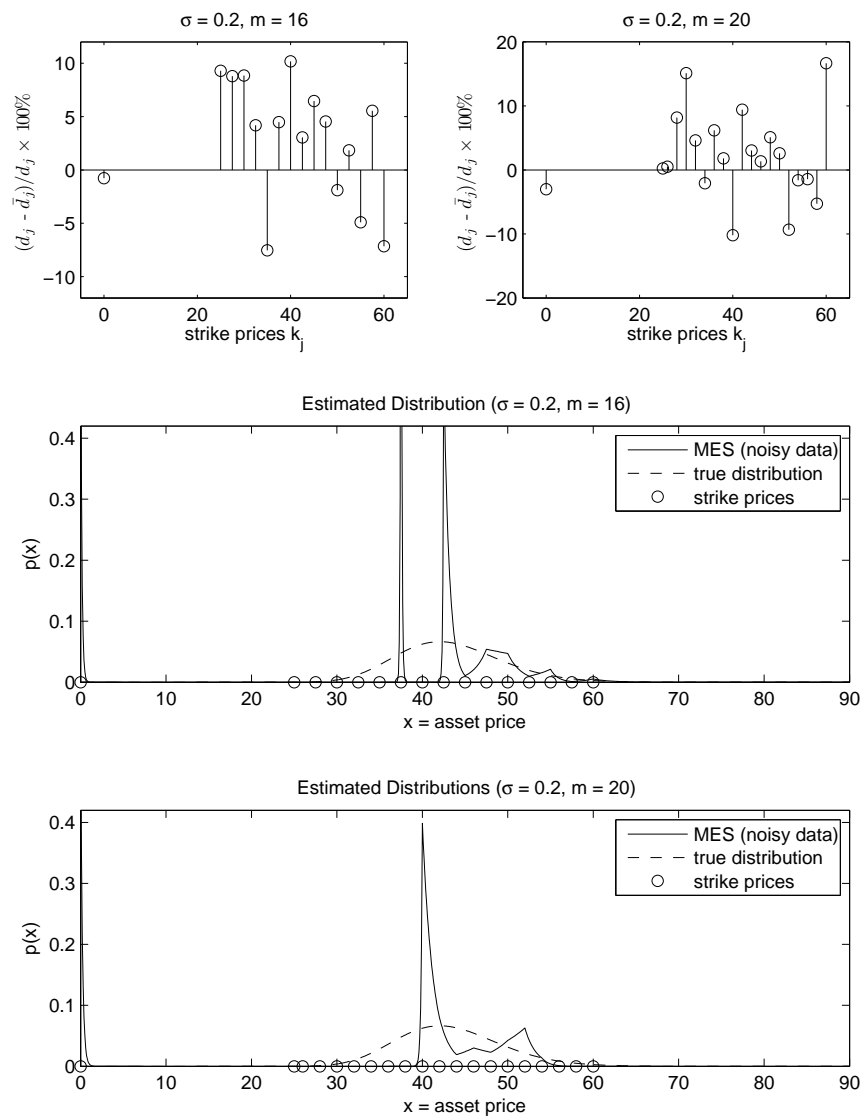 σ = 0.2, m = 16
10
5
0
−5
−10
(d_j - d̄_j)/d_j × 100%
0 20 40 60
strike prices k_j
σ = 0.2, m = 20
20
10
0
−10
−20
(d_j - d̄_j)/d_j × 100%
0 20 40 60
strike prices k_j
Estimated Distribution (σ = 0.2, m = 16)
0.4
0.3
0.2
0.1
0
p(x)
MES (noisy data)
true distribution
strike prices
0 10 20 30 40 50 60 70 80 90
x = asset price
Estimated Distributions (σ = 0.2, m = 20)
0.4
0.3
0.2
0.1
0
p(x)
MES (noisy data)
true distribution
strike prices
0 10 20 30 40 50 60 70 80 90
x = asset price